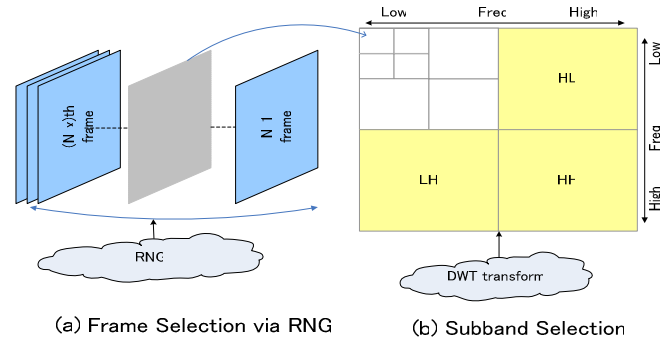 (N x)th
frame
N 1
frame
RNG
(a) Frame Selection via RNG
Low Freq High
HL
LH
HH
Low
Freq
High
DWT transform
(b) Subband Selection